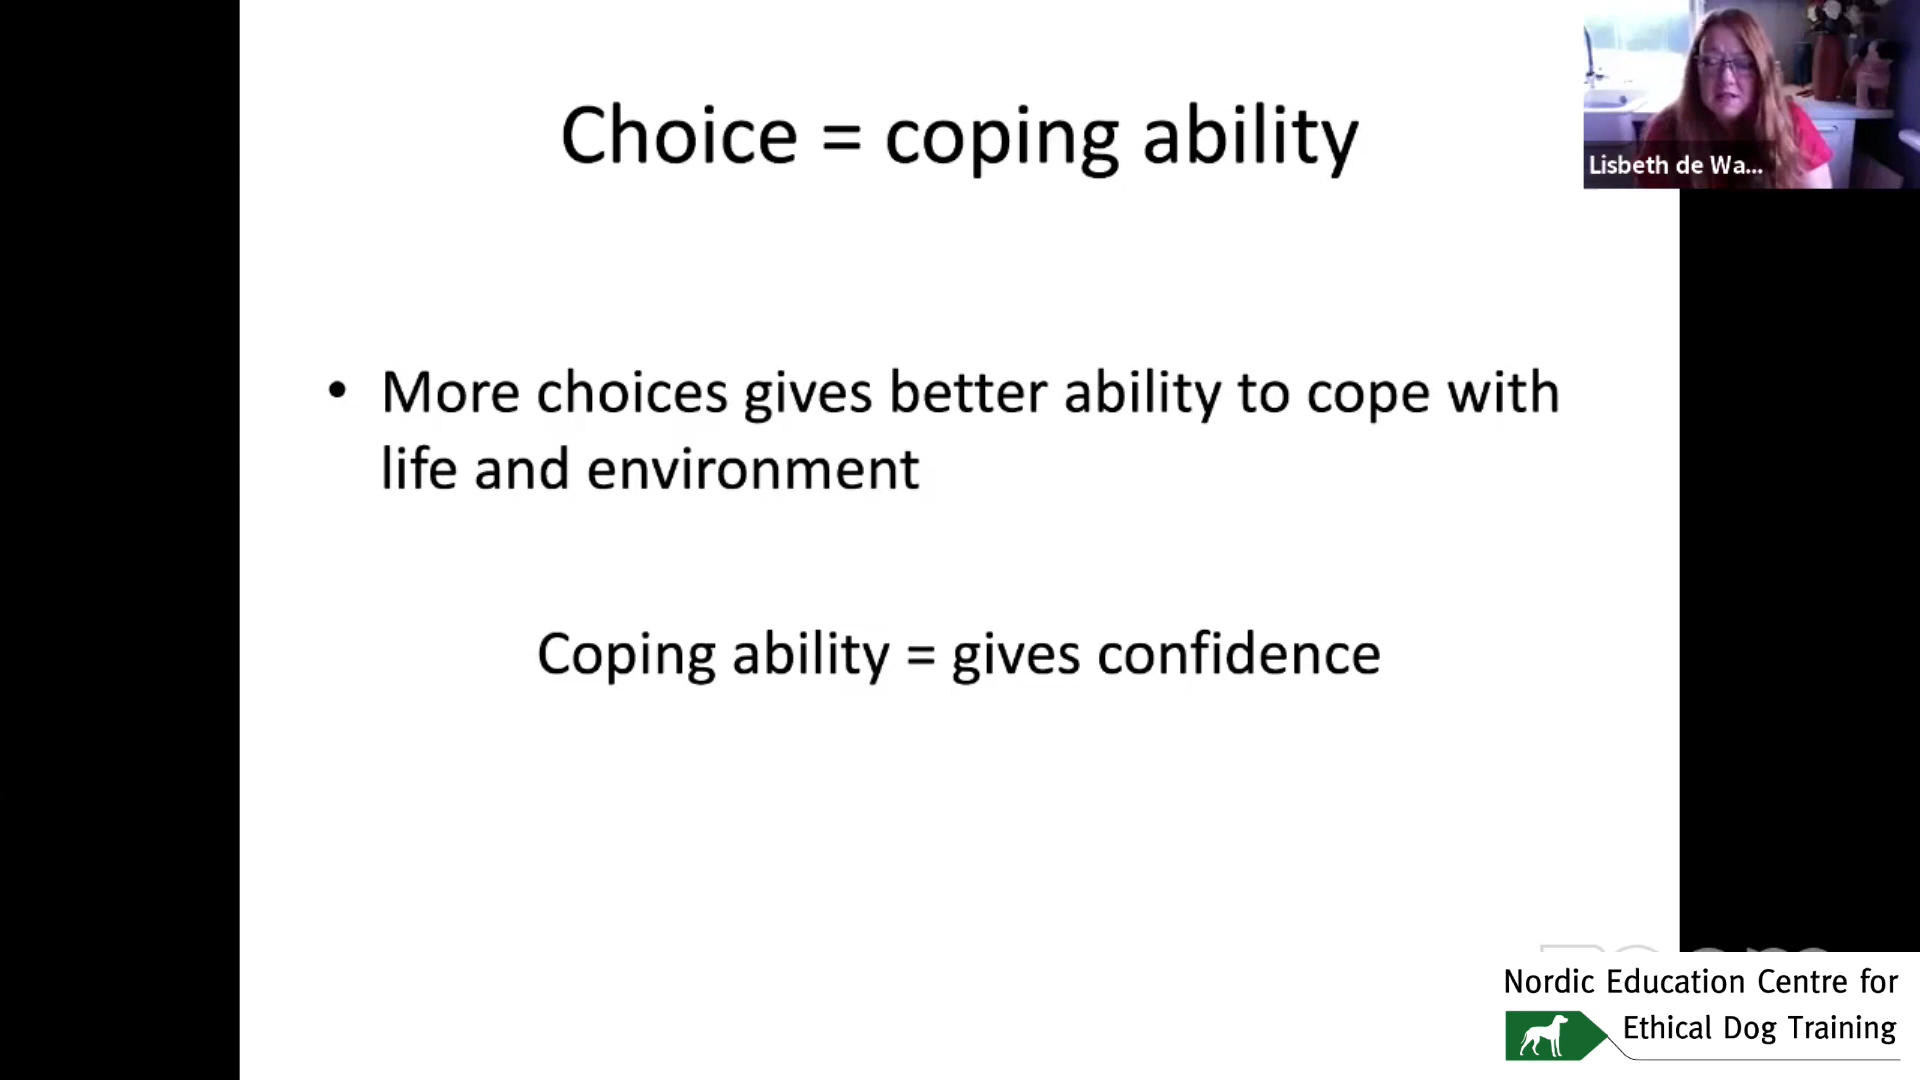 Choice = coping ability
Lisbeth de Wa...
• More choices gives better ability to cope with
life and environment
Coping ability = gives confidence
Nordic Education Centre for
Ethical Dog Training